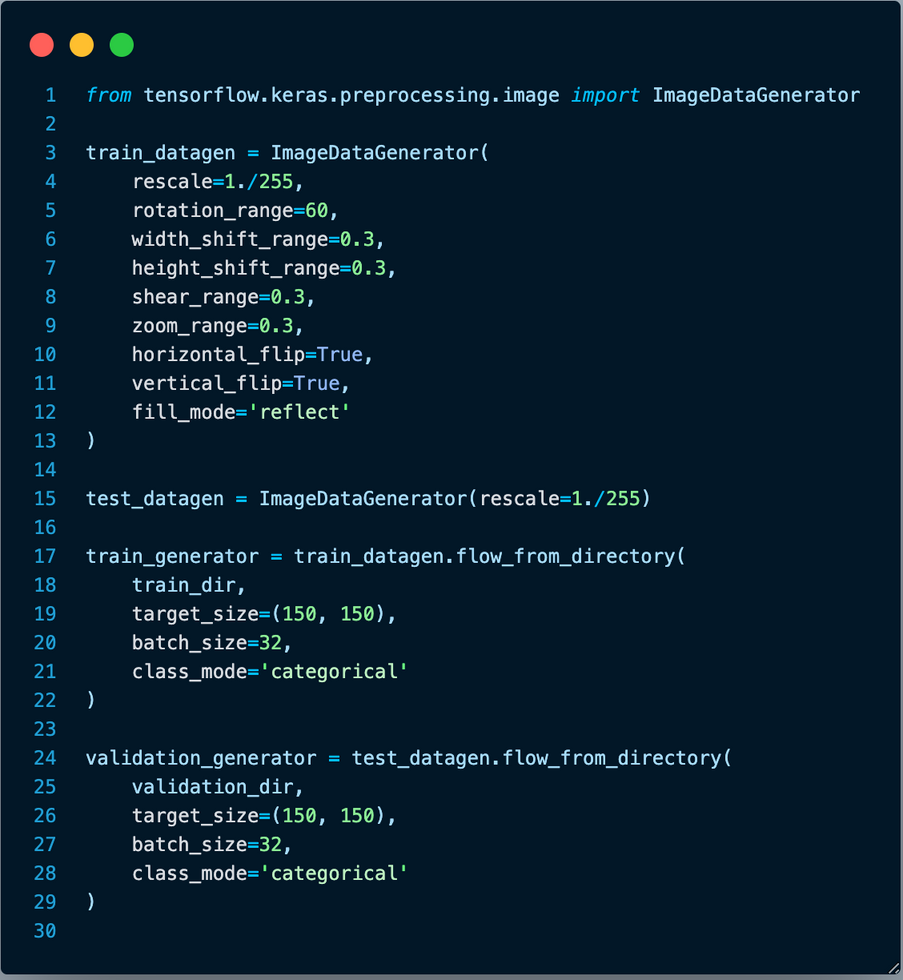 1 from tensorflow.keras.preprocessing.image import ImageDataGenerator
2
3 train_datagen = ImageDataGenerator(
4     rescale=1./255,
5     rotation_range=60,
6     width_shift_range=0.3,
7     height_shift_range=0.3,
8     shear_range=0.3,
9     zoom_range=0.3,
10     horizontal_flip=True,
11     vertical_flip=True,
12     fill_mode='reflect'
13 )
14
15 test_datagen = ImageDataGenerator(rescale=1./255)
16
17 train_generator = train_datagen.flow_from_directory(
18     train_dir,
19     target_size=(150, 150),
20     batch_size=32,
21     class_mode='categorical'
22 )
23
24 validation_generator = test_datagen.flow_from_directory(
25     validation_dir,
26     target_size=(150, 150),
27     batch_size=32,
28     class_mode='categorical'
29 )
30